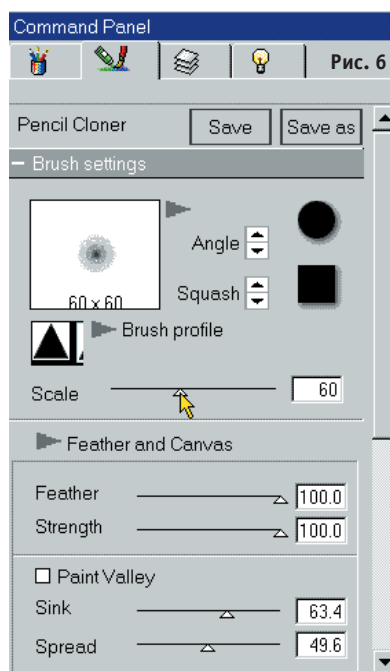 Command Panel
Рис. 6
Pencil Cloner Save Save as
Brush settings
Angle
Squash
60 x 60
Brush profile
Scale 60
Feather and Canvas
Feather 100.0
Strength 100.0
Paint Valley
Sink 63.4
Spread 49.6